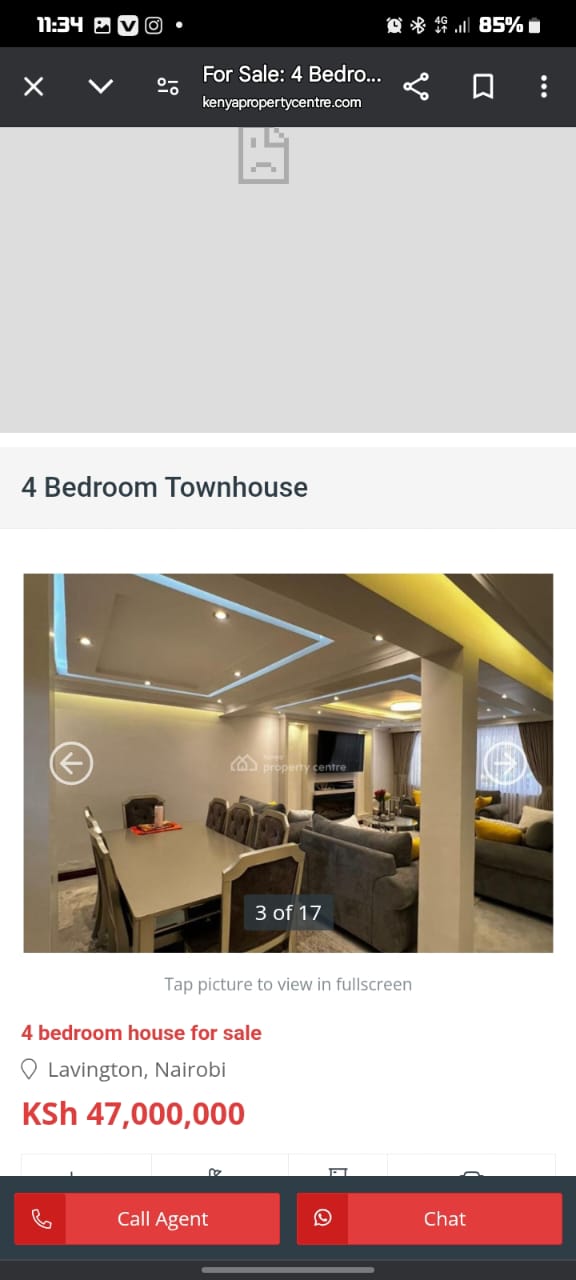 11:34
4G
85%
For Sale: 4 Bedro...
kenyapropertycentre.com
4 Bedroom Townhouse
property centre
3 of 17
Tap picture to view in fullscreen
4 bedroom house for sale
Lavington, Nairobi
KSh 47,000,000
Call Agent
Chat